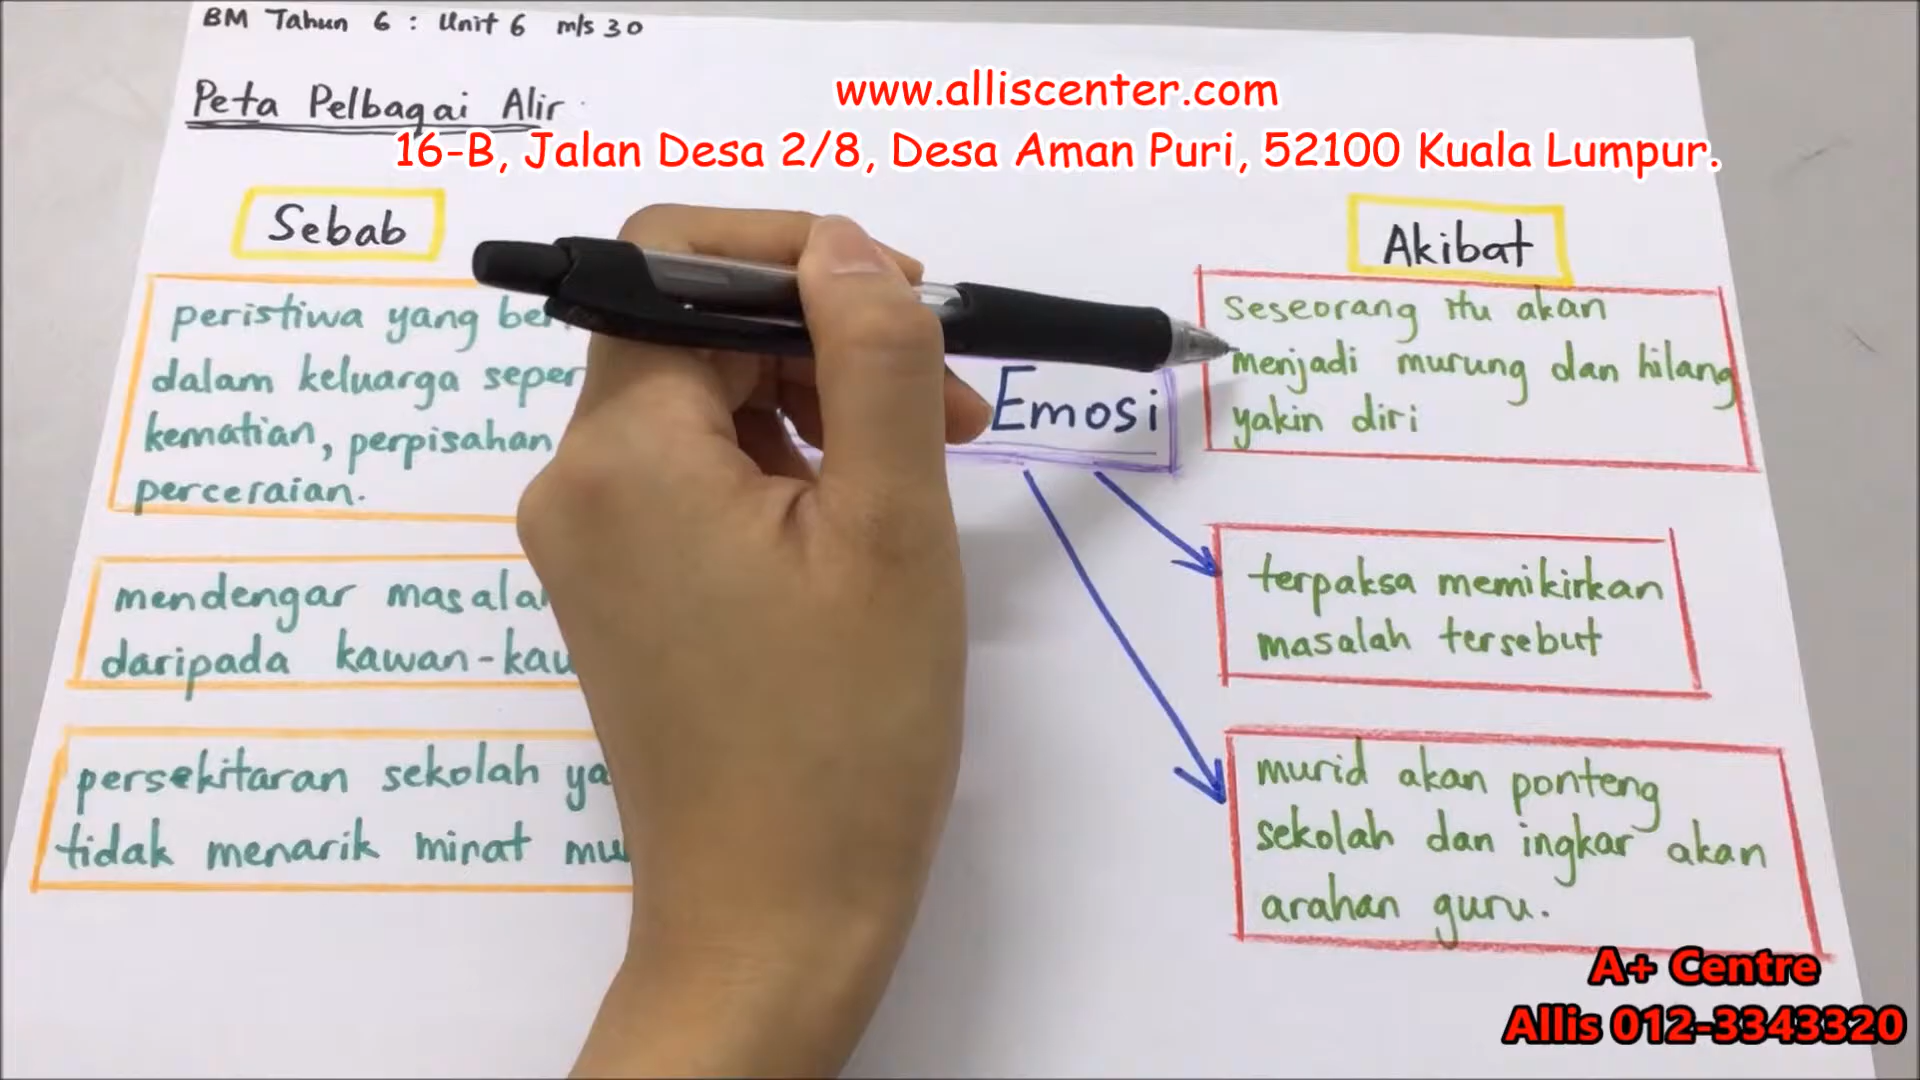 BM Tahun 6 : Unit 6 m/s 30
Peta Pelbagai Alir
www.alliscenter.com
16-B, Jalan Desa 2/8, Desa Aman Puri, 52100 Kuala Lumpur.
Sebab
peristiwa yang
dalam keluarga
kematian, perpisahan
perceraian.
mendengar
daripada
persekitaran sekolah
tidak menarik minat
Emosi
Akibat
seseorang itu akan
menjadi murung dan hilang
yakin diri
terpaksa memikirkan
masalah tersebut
murid akan ponteng
sekolah dan ingkar akan
arahan guru.
A+ Centre
Allis 012-3343320